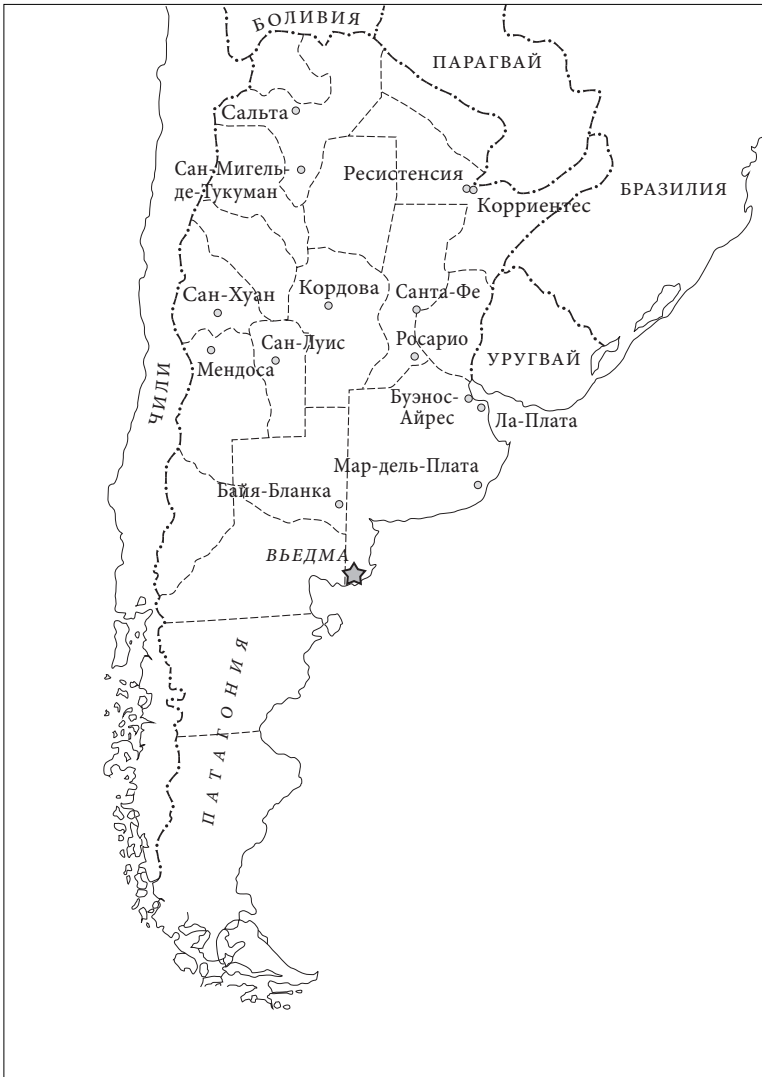 БОЛИВИЯ
ПАРАГВАЙ
Сальта
Сан-Мигель-
де-Тукуман
Ресистенсия
Корриентес
БРАЗИЛИЯ
Сан-Хуан
Кордова
Санта-Фе
Сан-Луис
Росарио
Мендоса
УРУГВАЙ
ЧИЛИ
Буэнос-
Айрес
Ла-Плата
Мар-дель-Плата
Байя-Бланка
ВЬЕДМА
ПАТАГОНИЯ